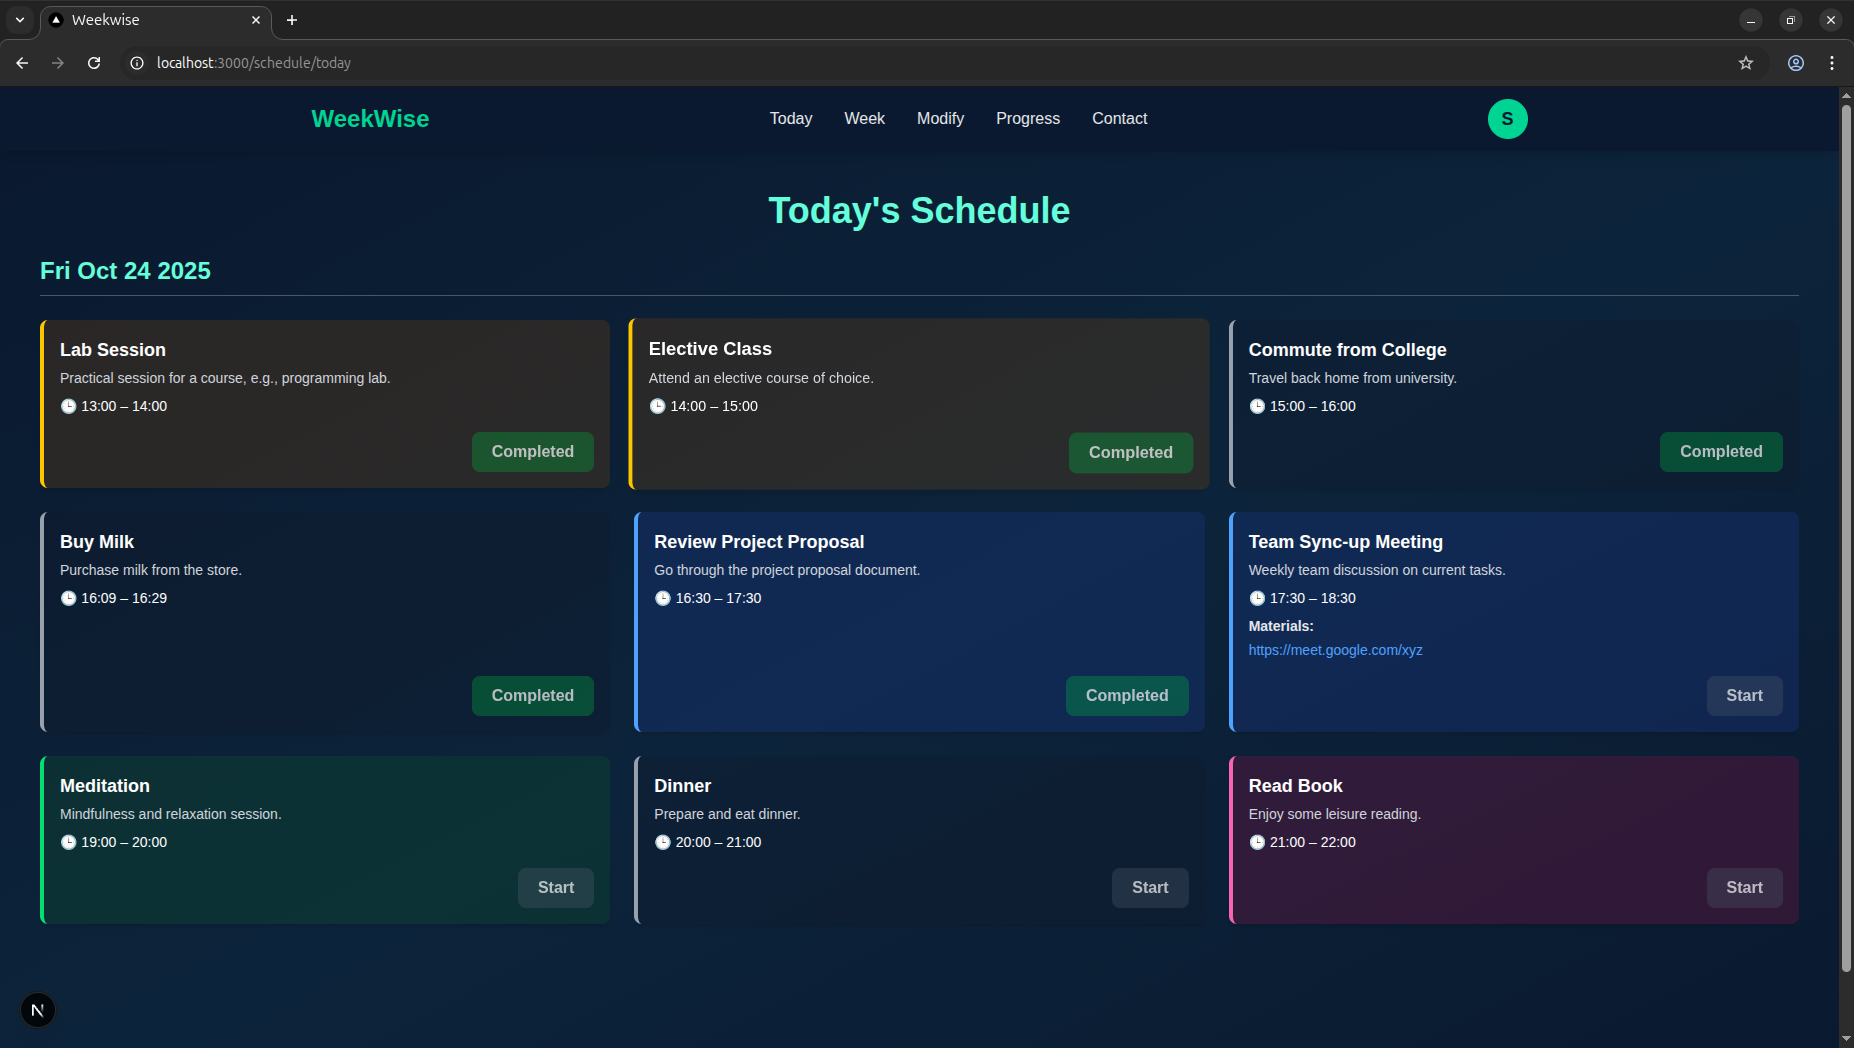 Weekwise
localhost:3000/schedule/today
WeekWise
Today Week Modify Progress Contact
S
Today's Schedule
Fri Oct 24 2025
Lab Session
Practical session for a course, e.g., programming lab.
13:00 – 14:00
Completed
Elective Class
Attend an elective course of choice.
14:00 – 15:00
Completed
Commute from College
Travel back home from university.
15:00 – 16:00
Completed
Buy Milk
Purchase milk from the store.
16:09 – 16:29
Completed
Review Project Proposal
Go through the project proposal document.
16:30 – 17:30
Completed
Team Sync-up Meeting
Weekly team discussion on current tasks.
17:30 – 18:30
Materials:
https://meet.google.com/xyz
Start
Meditation
Mindfulness and relaxation session.
19:00 – 20:00
Start
Dinner
Prepare and eat dinner.
20:00 – 21:00
Start
Read Book
Enjoy some leisure reading.
21:00 – 22:00
Start
N